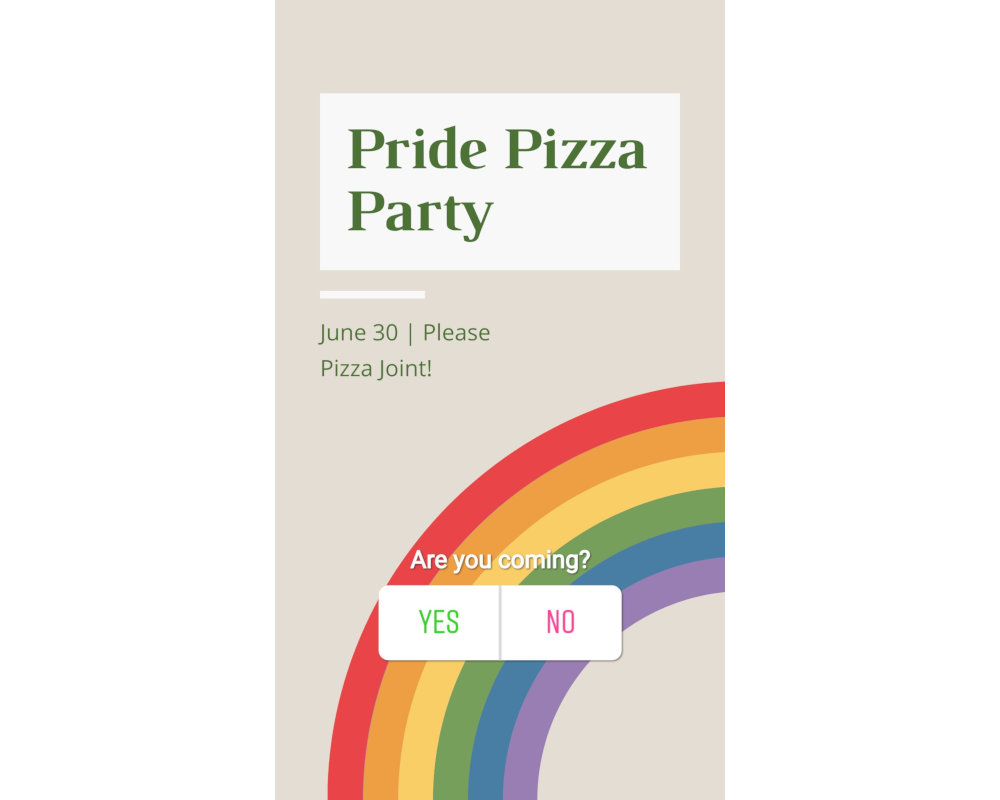 Pride Pizza
Party
June 30 | Please
Pizza Joint!
Are you coming?
YES
NO